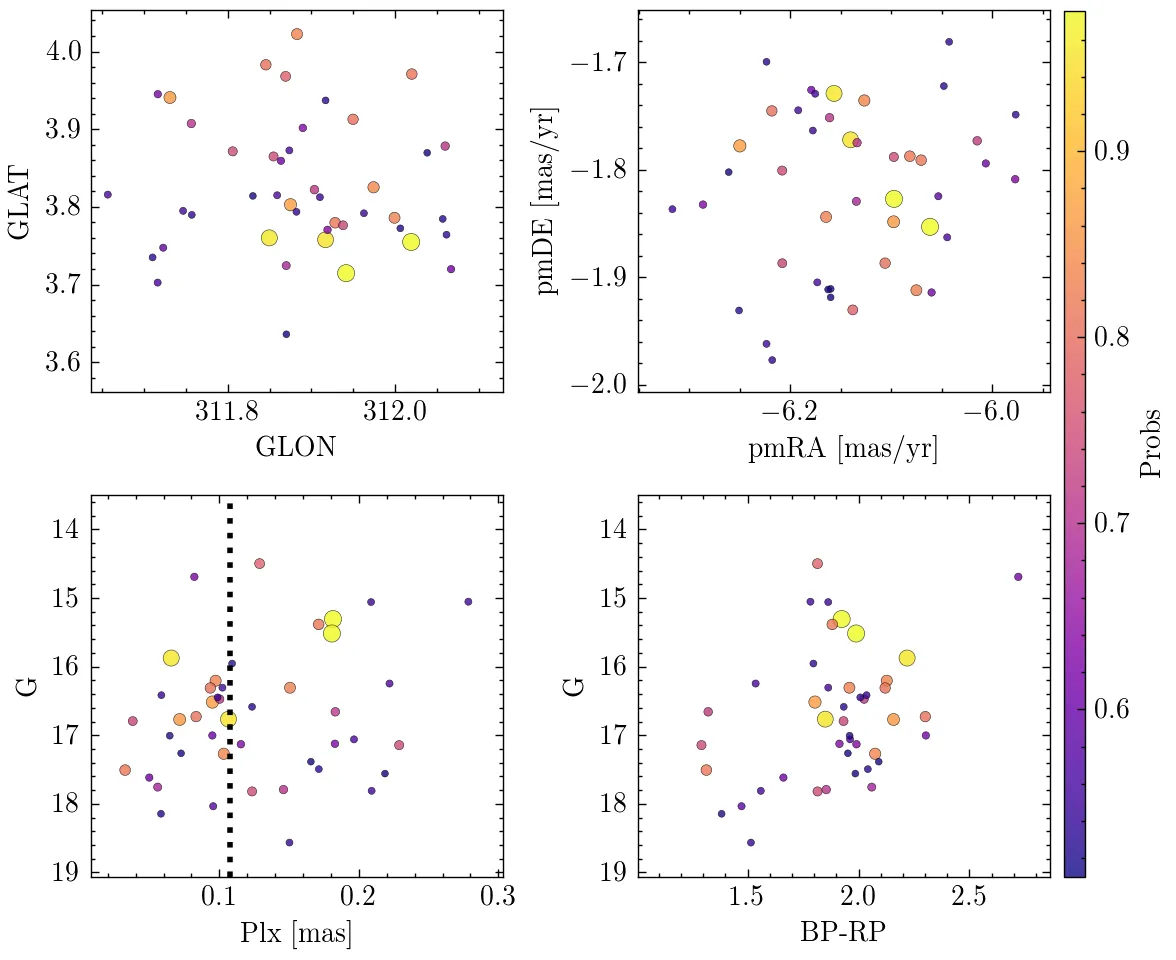 4.0
3.9
3.8
3.7
3.6
GLAT
311.8 312.0
GLON
−1.7
−1.8
−1.9
−2.0
pmDE [mas/yr]
−6.2 −6.0
pmRA [mas/yr]
0.9
0.8
0.7
0.6
Probs
14
15
16
17
18
19
G
0.1 0.2 0.3
Plx [mas]
14
15
16
17
18
19
G
1.5 2.0 2.5
BP-RP